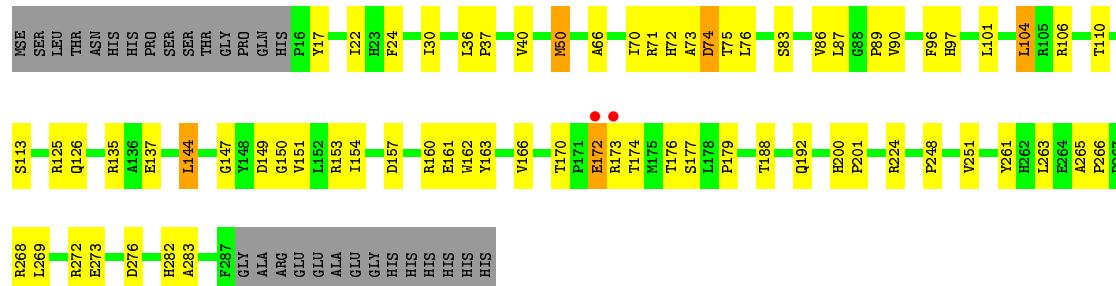 MSE SER LEU THR ASN HIS HIS PRO SER SER THR GLY PRO GLN HIS P16 Y17 I22 H23 F24 I30 L36 P37 V40 M50 A66 I70 R71 H72 A73 D74 T75 L76 S83 V86 L87 G88 P89 V90 F96 H97 L101 L104 R105 R106 T110
S113 R125 Q126 R135 A136 E137 L144 G147 Y148 D149 G150 V151 L152 R153 I154 D157 R160 E161 W162 Y163 V166 T170 P171 E172 R173 T174 M175 T176 S177 L178 P179 T188 Q192 H200 P201 R224 P248 V251 Y261 H262 L263 E264 A265 P266
R268 L269 R272 E273 D276 H282 A283 F287 GLY ALA ARG GLU GLU ALA GLU GLY HIS HIS HIS HIS HIS HIS